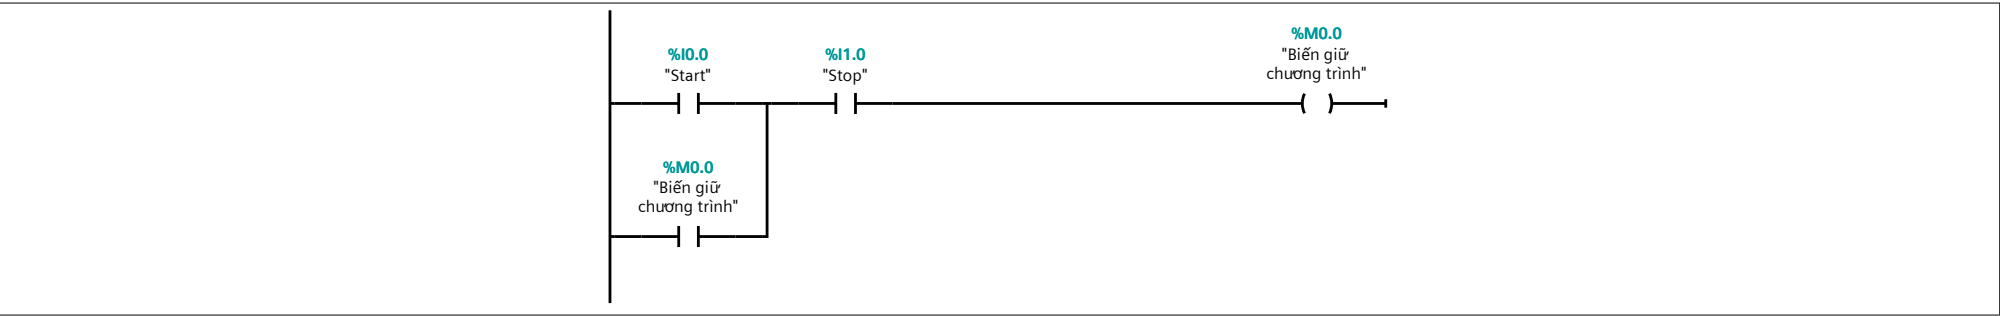 %I0.0
"Start"
%I1.0
"Stop"
%M0.0
"Biến giữ
chương trình"
%M0.0
"Biến giữ
chương trình"